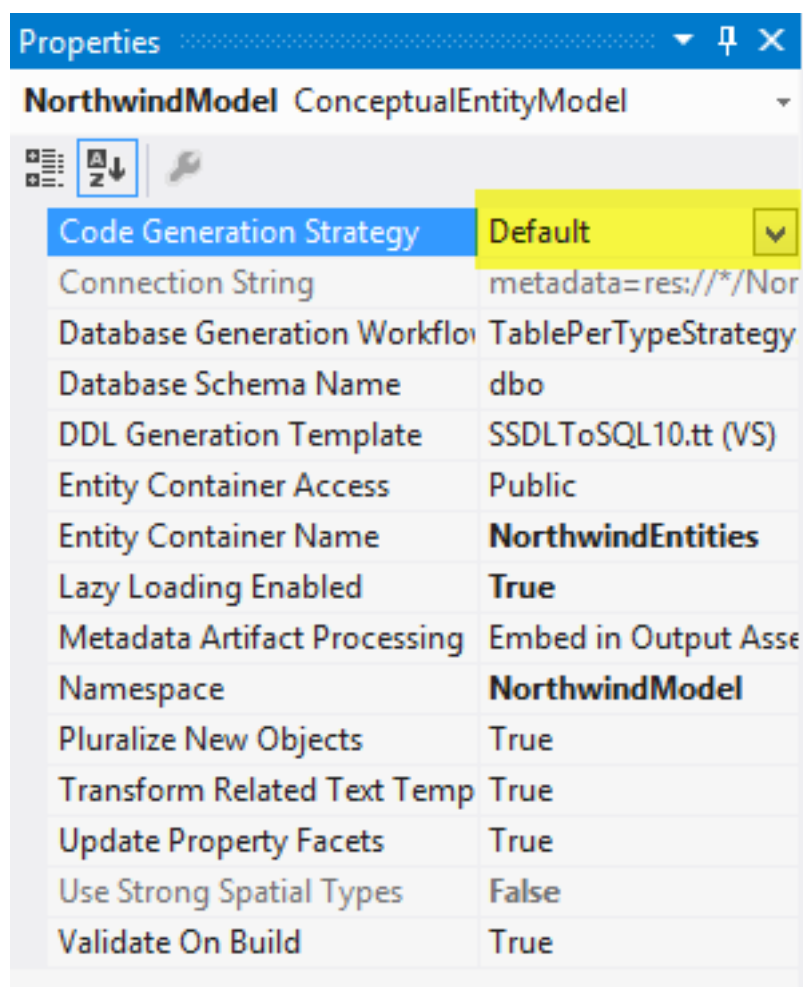 Properties
NorthwindModel ConceptualEntityModel
Code Generation Strategy Default
Connection String metadata=res://*/Nor
Database Generation Workflow TablePerTypeStrategy
Database Schema Name dbo
DDL Generation Template SSDLToSQL10.tt (VS)
Entity Container Access Public
Entity Container Name NorthwindEntities
Lazy Loading Enabled True
Metadata Artifact Processing Embed in Output Asse
Namespace NorthwindModel
Pluralize New Objects True
Transform Related Text Temp True
Update Property Facets True
Use Strong Spatial Types False
Validate On Build True